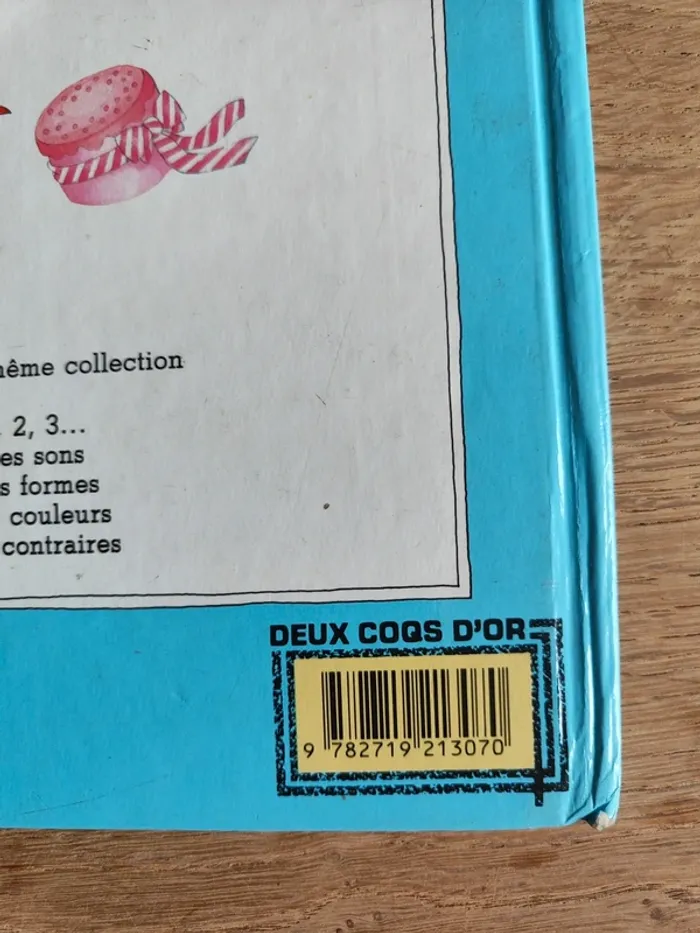 ême collection
2, 3...
es sons
s formes
couleurs
contraires
DEUX COQS D'OR
9 782719 213070